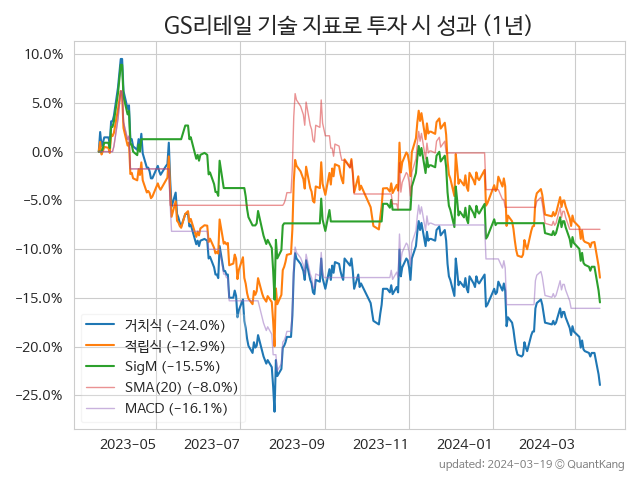 GS리테일 기술 지표로 투자 시 성과 (1년)
10.0%
5.0%
0.0%
−5.0%
−10.0%
−15.0%
−20.0%
−25.0%
거치식 (−24.0%)
적립식 (−12.9%)
SigM (−15.5%)
SMA(20) (−8.0%)
MACD (−16.1%)
2023-05 2023-07 2023-09 2023-11 2024-01 2024-03
updated: 2024-03-19 ⓒ QuantKang